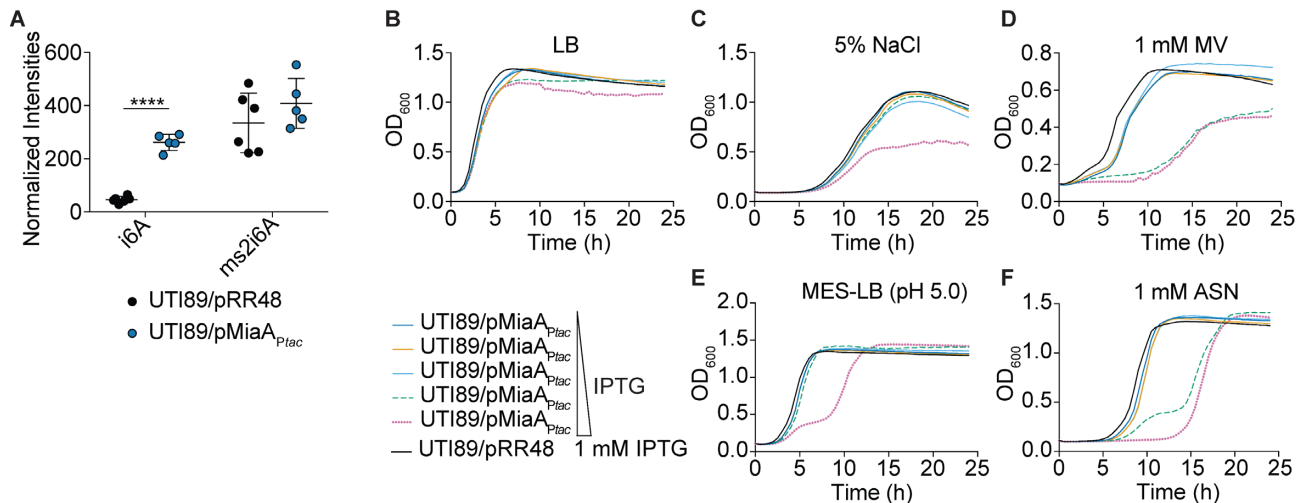 A
Normalized Intensities
600
400
200
0
****
i6A
ms2i6A
UTI89/pRR48
UTI89/pMiaAPtac
B
LB
OD600
1.5
1.0
0.5
0.0
0 5 10 15 20 25
Time (h)
C
5% NaCl
OD600
1.5
1.0
0.5
0.0
0 5 10 15 20 25
Time (h)
D
1 mM MV
OD600
0.8
0.6
0.4
0.2
0.0
0 5 10 15 20 25
Time (h)
UTI89/pMiaAPtac
UTI89/pMiaAPtac
UTI89/pMiaAPtac
UTI89/pMiaAPtac
UTI89/pMiaAPtac
IPTG
UTI89/pRR48 1 mM IPTG
E
MES-LB (pH 5.0)
OD600
2.0
1.5
1.0
0.5
0.0
0 5 10 15 20 25
Time (h)
F
1 mM ASN
OD600
1.5
1.0
0.5
0.0
0 5 10 15 20 25
Time (h)